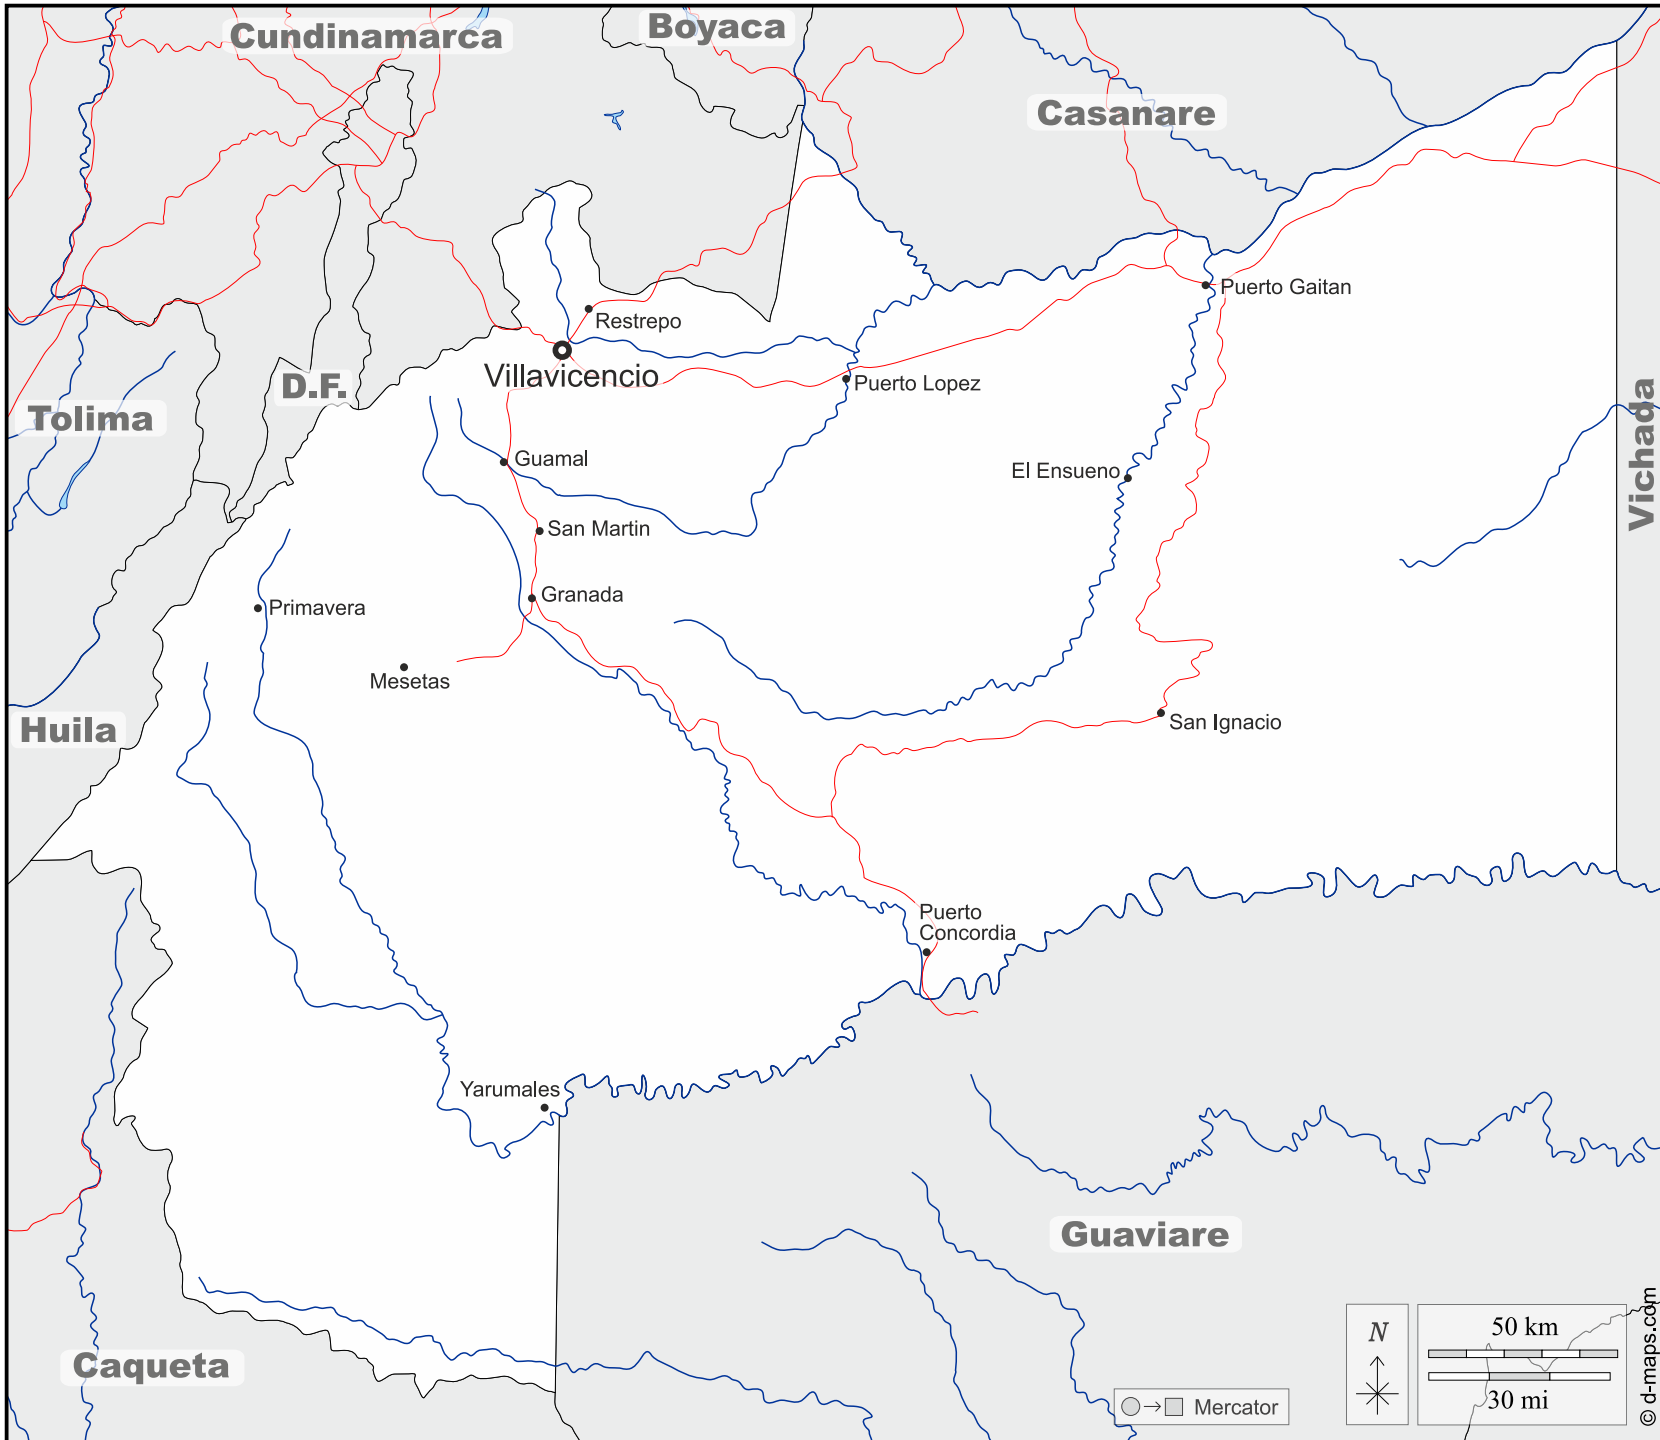 Boyaca
Cundinamarca
Casanare
Puerto Gaitan
Restrepo
Villavicencio
D.F.
Puerto Lopez
Tolima
Vichada
Guamal
El Ensueno
San Martin
Granada
Primavera
Mesetas
San Ignacio
Huila
Puerto
Concordia
Yarumales
Guaviare
Caqueta
N
50 km
30 mi
Mercator
© d-maps.com